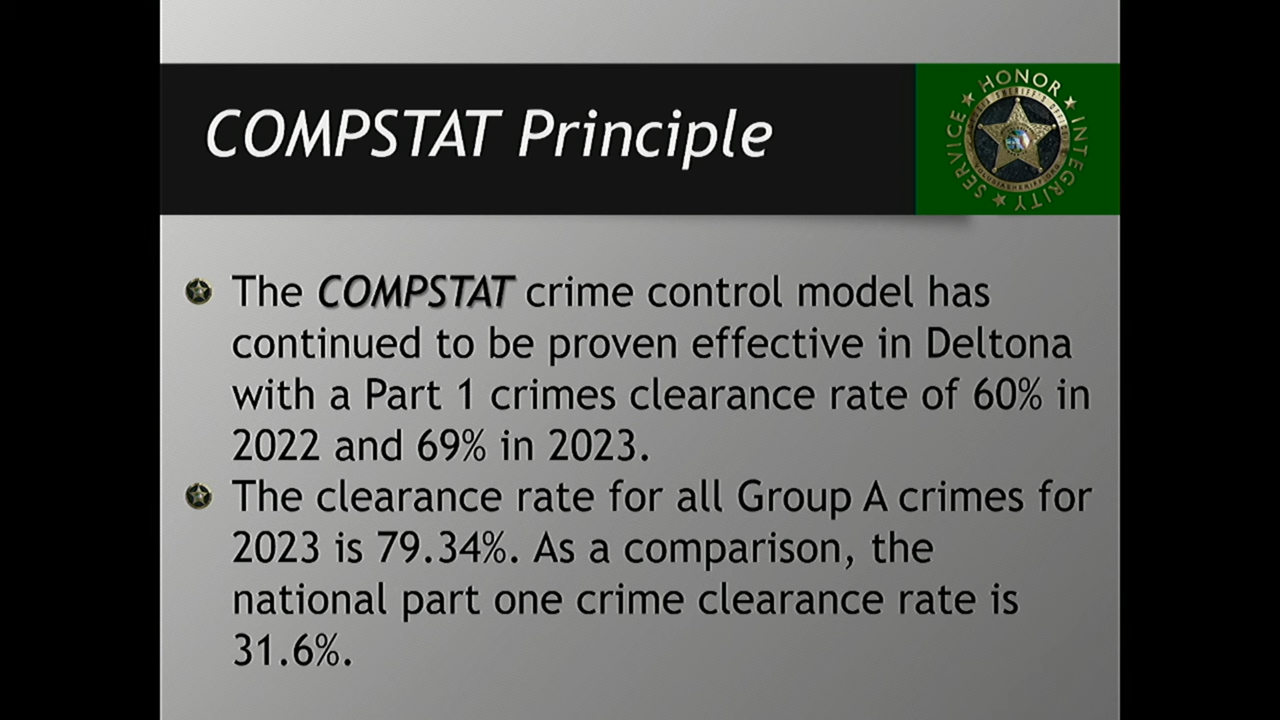 COMPSTAT Principle
HONOR
INTEGRITY
SERVICE
VOLUSIASHERIFF.ORG
The COMPSTAT crime control model has
continued to be proven effective in Deltona
with a Part 1 crimes clearance rate of 60% in
2022 and 69% in 2023.
The clearance rate for all Group A crimes for
2023 is 79.34%. As a comparison, the
national part one crime clearance rate is
31.6%.